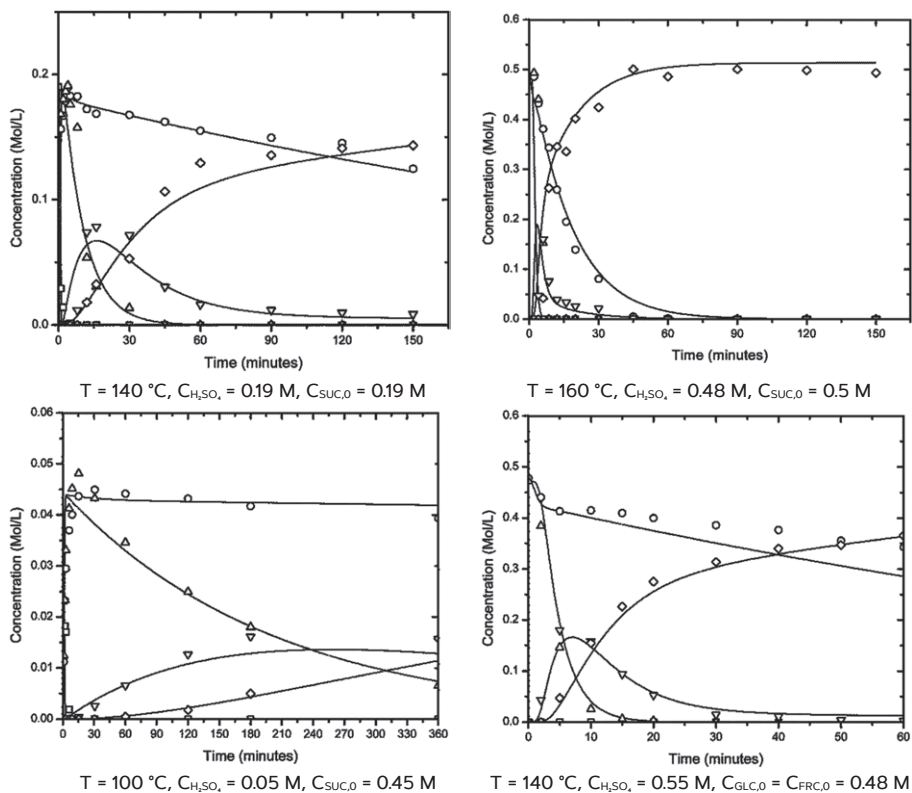 Concentration (Mol/L)
0.2
0.1
0.0
0 30 60 90 120 150
Time (minutes)
T = 140 °C, C_H₂SO₄ = 0.19 M, C_SUC,0 = 0.19 M
Concentration (Mol/L)
0.6
0.5
0.4
0.3
0.2
0.1
0.0
0 15 30 45 60 75 90 105 120 135 150
Time (minutes)
T = 160 °C, C_H₂SO₄ = 0.48 M, C_SUC,0 = 0.5 M
Concentration (Mol/L)
0.06
0.05
0.04
0.03
0.02
0.01
0.00
0 30 60 90 120 150 180 210 240 270 300 330 360
Time (minutes)
T = 100 °C, C_H₂SO₄ = 0.05 M, C_SUC,0 = 0.45 M
Concentration (Mol/L)
0.6
0.5
0.4
0.3
0.2
0.1
0.0
0 10 20 30 40 50 60
Time (minutes)
T = 140 °C, C_H₂SO₄ = 0.55 M, C_GLC,0 = C_FRC,0 = 0.48 M